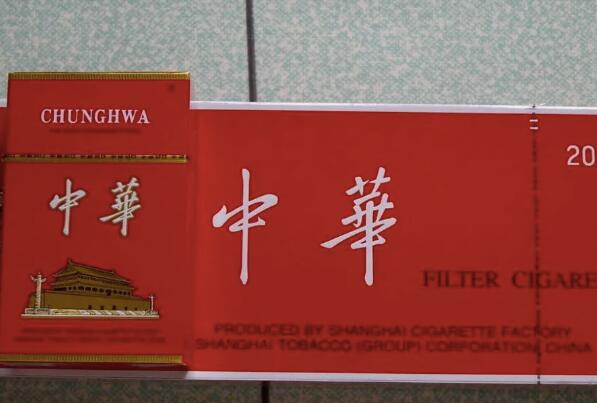 CHUNGHWA
中華
中華
20
FILTER CIGARE
PRODUCED BY SHANGHAI CIGARETTE FACTORY
SHANGHAI TOBACCO (GROUP) CORPORATION, CHINA